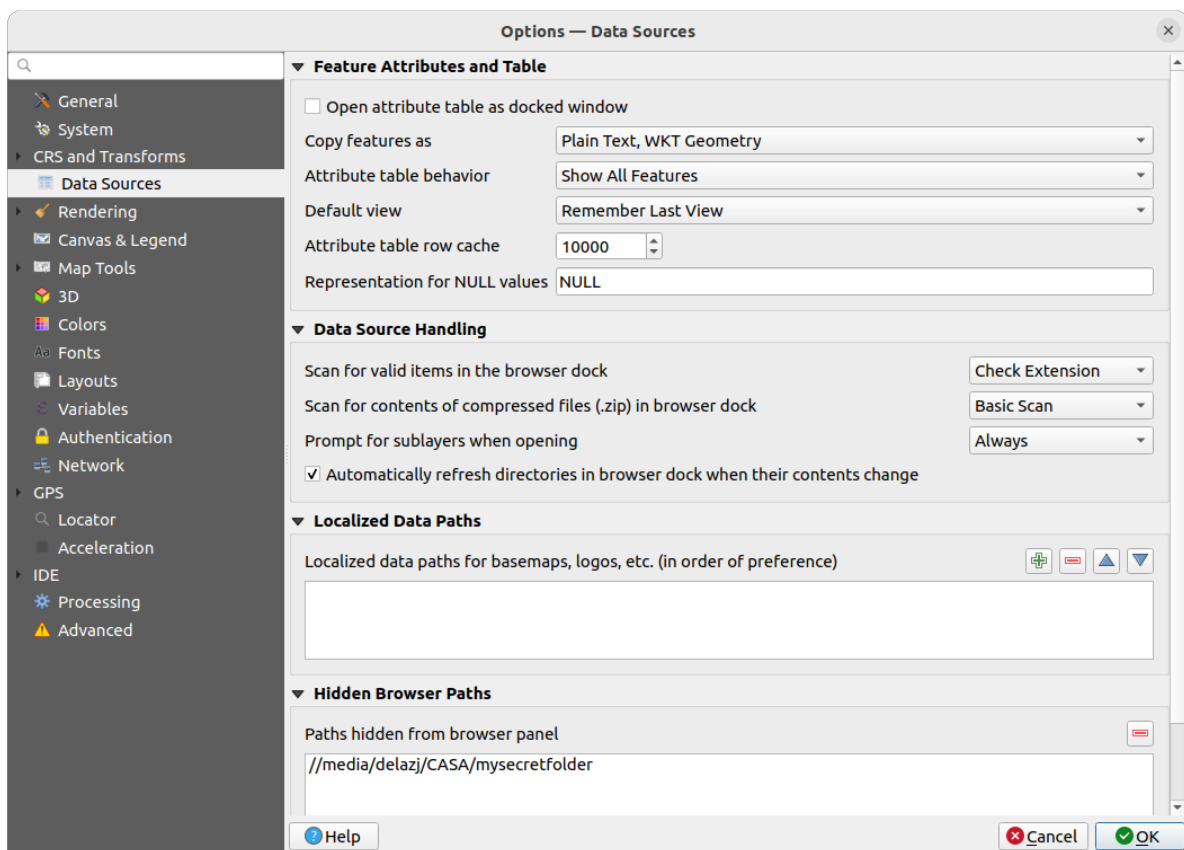 Options — Data Sources
General
System
CRS and Transforms
Data Sources
Rendering
Canvas & Legend
Map Tools
3D
Colors
Aa Fonts
Layouts
Variables
Authentication
Network
GPS
Locator
Acceleration
IDE
Processing
Advanced
Feature Attributes and Table
Open attribute table as docked window
Copy features as Plain Text, WKT Geometry
Attribute table behavior Show All Features
Default view Remember Last View
Attribute table row cache 10000
Representation for NULL values NULL
Data Source Handling
Scan for valid items in the browser dock Check Extension
Scan for contents of compressed files (.zip) in browser dock Basic Scan
Prompt for sublayers when opening Always
Automatically refresh directories in browser dock when their contents change
Localized Data Paths
Localized data paths for basemaps, logos, etc. (in order of preference)
Hidden Browser Paths
Paths hidden from browser panel
//media/delazj/CASA/mysecretfolder
Help Cancel OK